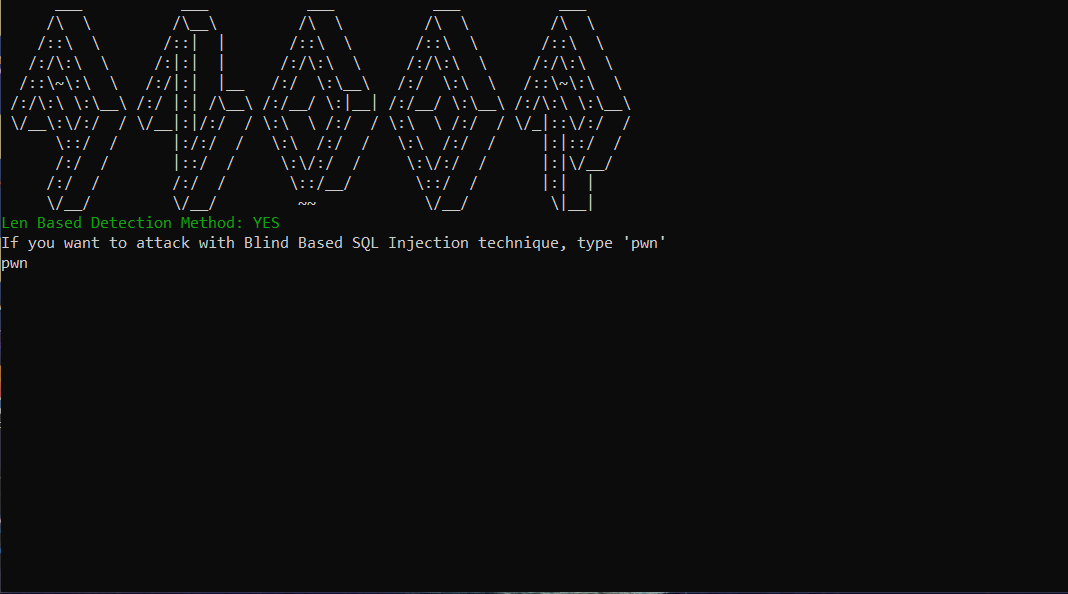 ANDOR
Len Based Detection Method: YES
If you want to attack with Blind Based SQL Injection technique, type 'pwn'
pwn